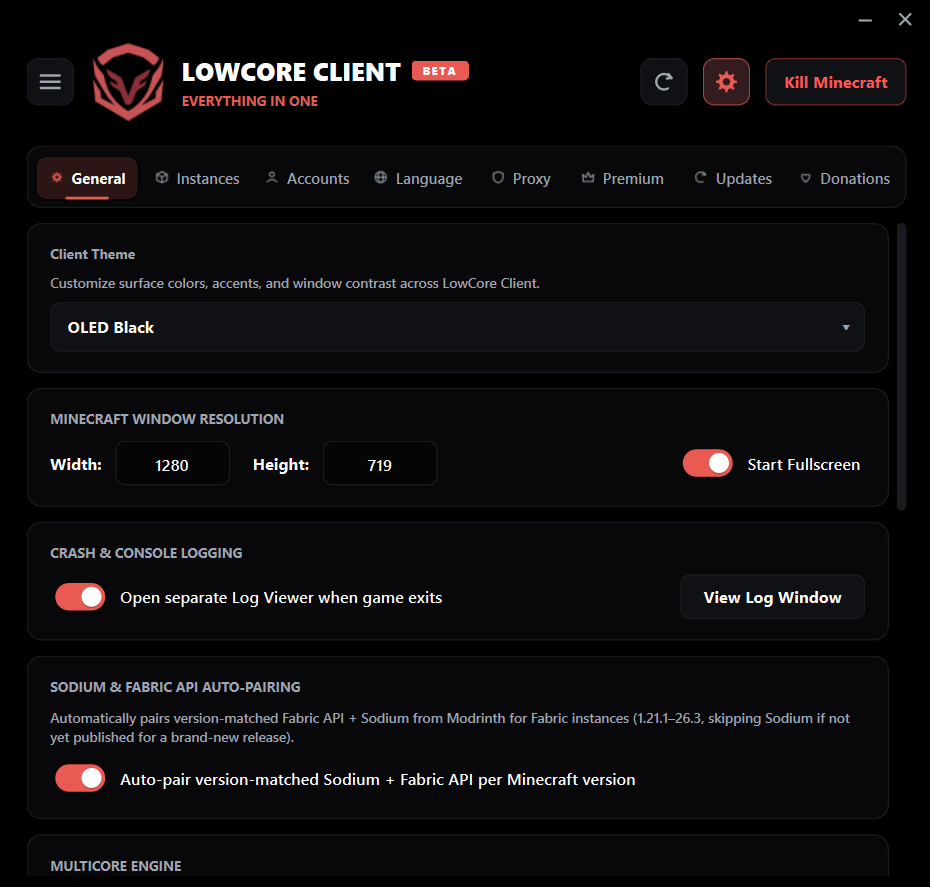 LOWCORE CLIENT BETA
EVERYTHING IN ONE
Kill Minecraft
General Instances Accounts Language Proxy Premium Updates Donations
Client Theme
Customize surface colors, accents, and window contrast across LowCore Client.
OLED Black
MINECRAFT WINDOW RESOLUTION
Width: 1280 Height: 719 Start Fullscreen
CRASH & CONSOLE LOGGING
Open separate Log Viewer when game exits View Log Window
SODIUM & FABRIC API AUTO-PAIRING
Automatically pairs version-matched Fabric API + Sodium from Modrinth for Fabric instances (1.21.1–26.3, skipping Sodium if not
yet published for a brand-new release).
Auto-pair version-matched Sodium + Fabric API per Minecraft version
MULTICORE ENGINE